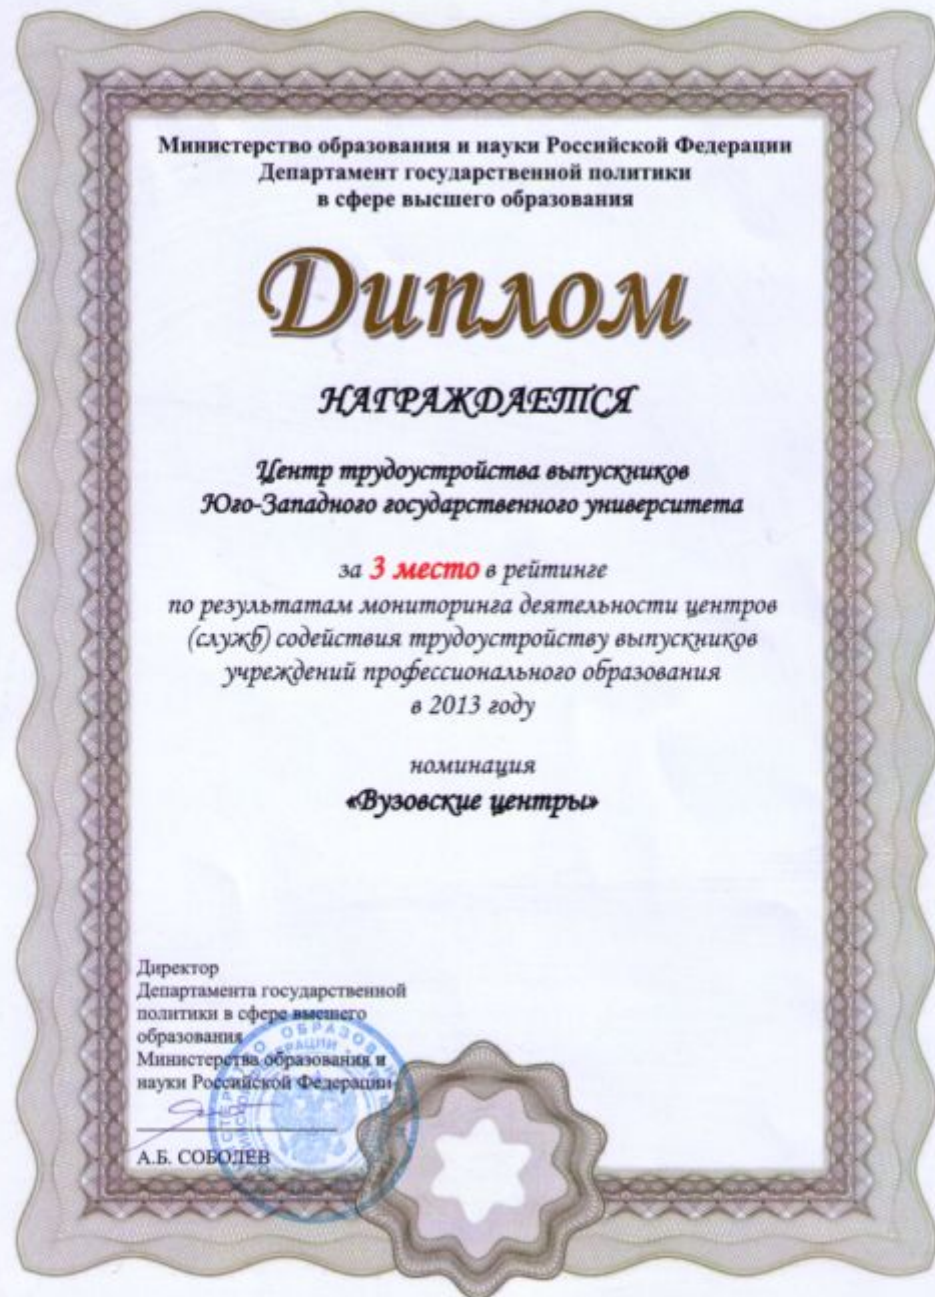 Министерство образования и науки Российской Федерации
Департамент государственной политики
в сфере высшего образования
Диплом
НАГРАЖДАЕТСЯ
Центр трудоустройства выпускников
Юго-Западного государственного университета
за 3 место в рейтинге
по результатам мониторинга деятельности центров
(служб) содействия трудоустройству выпускников
учреждений профессионального образования
в 2013 году
номинация
«Вузовские центры»
Директор
Департамента государственной
политики в сфере высшего
образования
Министерства образования и
науки Российской Федерации
А.Б. СОБОЛЕВ